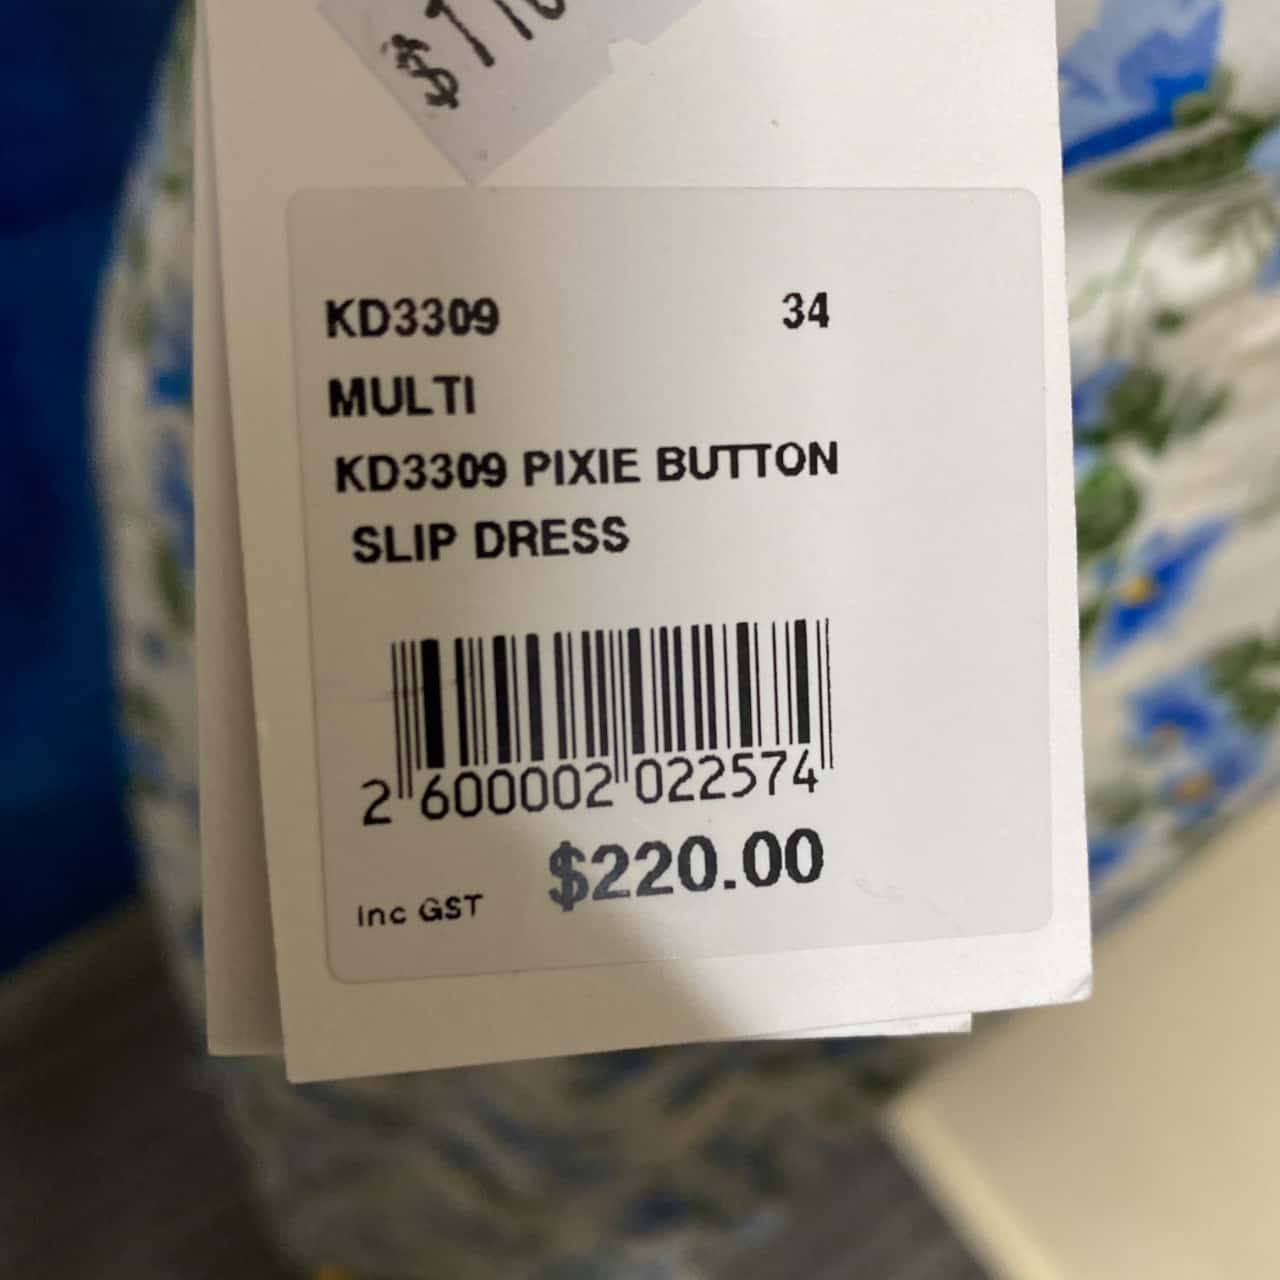 KD3309 34
MULTI
KD3309 PIXIE BUTTON
SLIP DRESS
2 600002 022574
inc GST $220.00